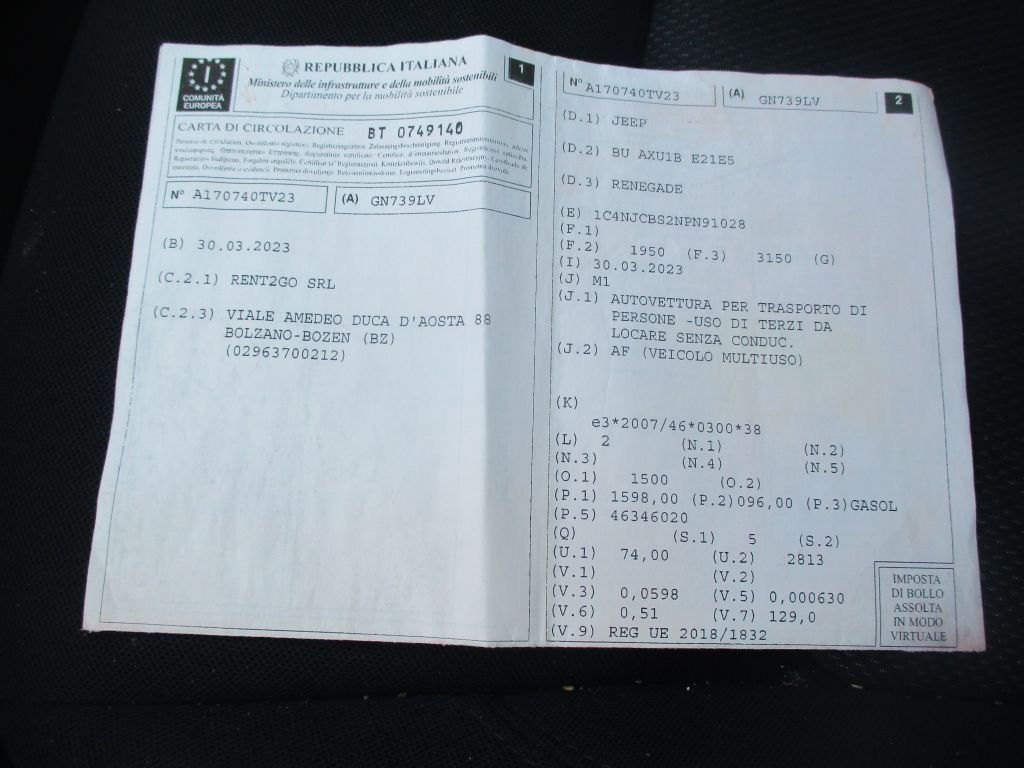 1
I
COMUNITÀ
EUROPEA
REPUBBLICA ITALIANA
Ministero delle infrastrutture e della mobilità sostenibili
Dipartimento per la mobilità sostenibile
CARTA DI CIRCOLAZIONE BT 0749140
N° A170740TV23 (A) GN739LV
(B) 30.03.2023
(C.2.1) RENT2GO SRL
(C.2.3) VIALE AMEDEO DUCA D'AOSTA 88
BOLZANO-BOZEN (BZ)
(02963700212)
N° A170740TV23 (A) GN739LV 2
(D.1) JEEP
(D.2) BU AXU1B E21E5
(D.3) RENEGADE
(E) 1C4NJCBS2NPN91028
(F.1)
(F.2) 1950 (F.3) 3150 (G)
(I) 30.03.2023
(J) M1
(J.1) AUTOVETTURA PER TRASPORTO DI
PERSONE -USO DI TERZI DA
LOCARE SENZA CONDUC.
(J.2) AF (VEICOLO MULTIUSO)
(K)
e3*2007/46*0300*38
(L) 2 (N.1) (N.2)
(N.3) (N.4) (N.5)
(O.1) 1500 (O.2)
(P.1) 1598,00 (P.2)096,00 (P.3)GASOL
(P.5) 46346020
(Q) (S.1) 5 (S.2)
(U.1) 74,00 (U.2) 2813
(V.1) (V.2)
(V.3) 0,0598 (V.5) 0,000630
(V.6) 0,51 (V.7) 129,0
(V.9) REG UE 2018/1832
IMPOSTA
DI BOLLO
ASSOLTA
IN MODO
VIRTUALE